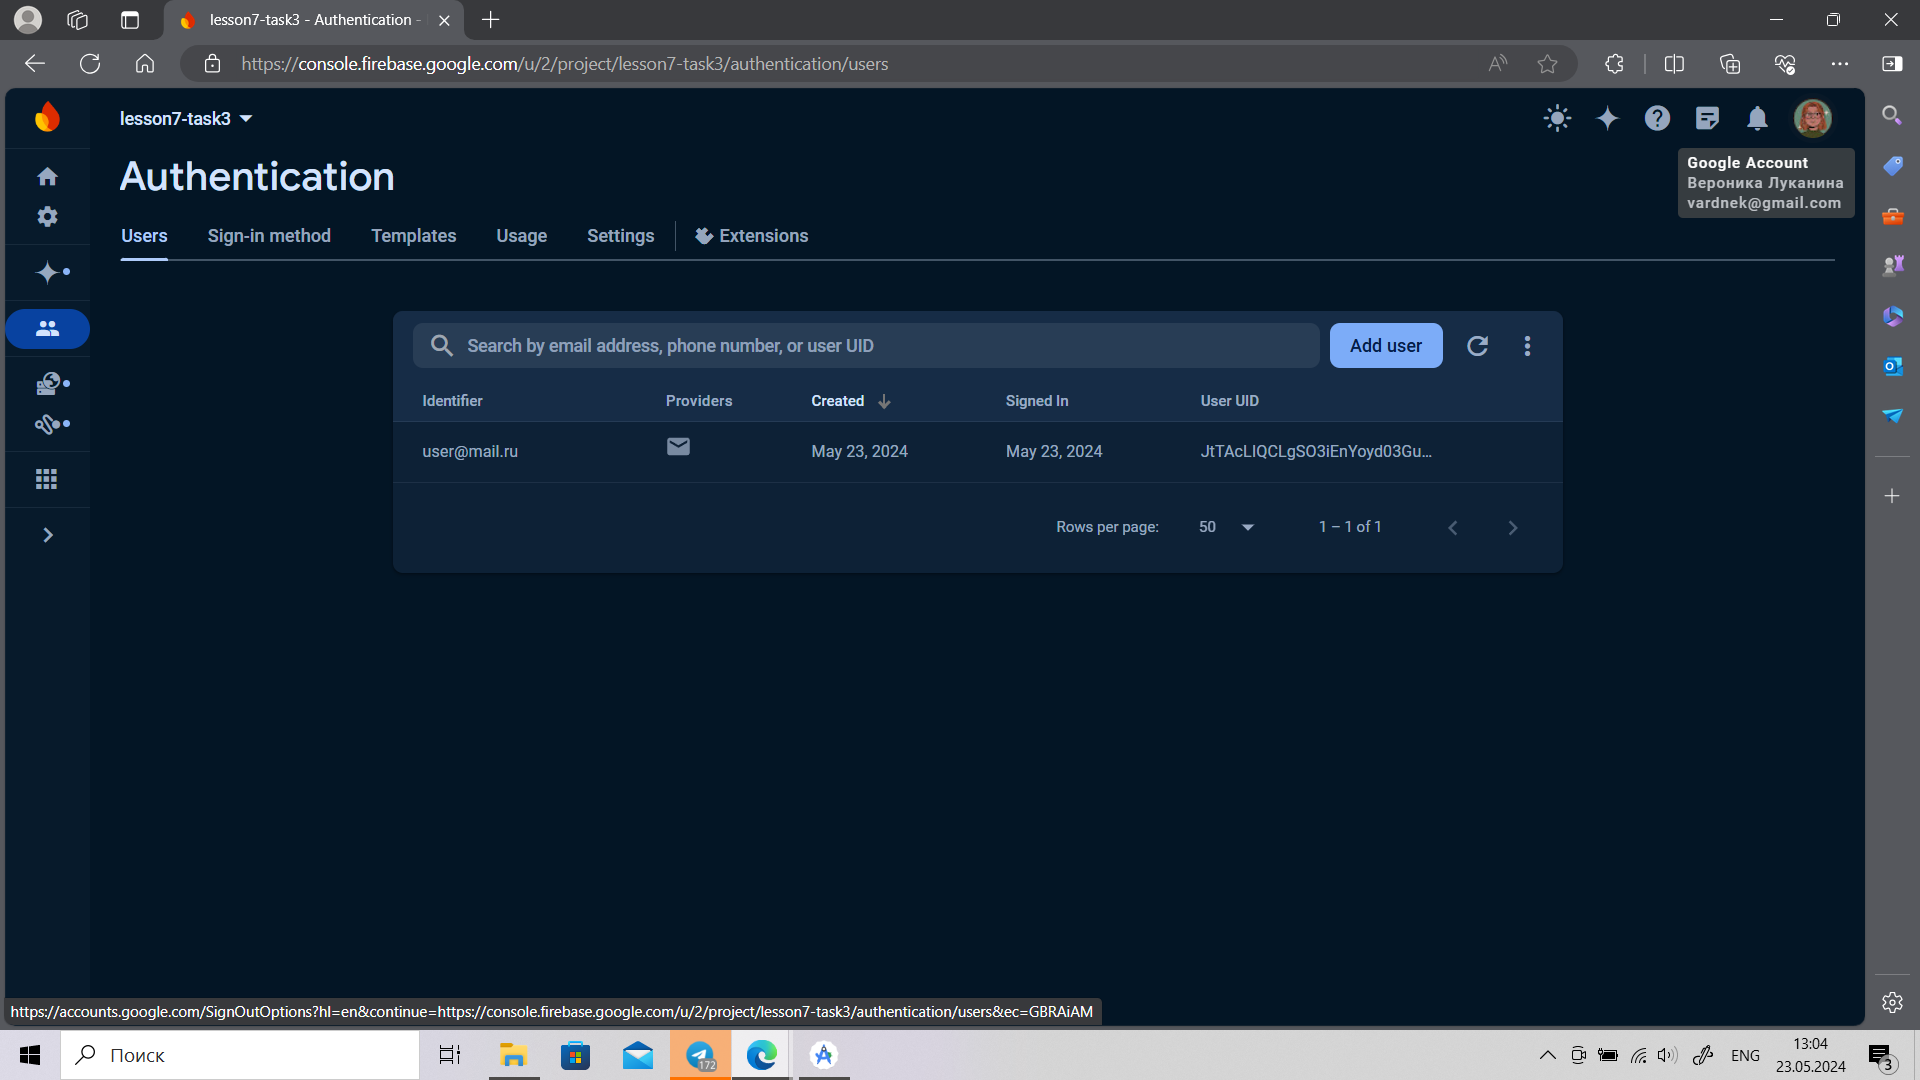 lesson7-task3 - Authentication -
https://console.firebase.google.com/u/2/project/lesson7-task3/authentication/users
lesson7-task3
Google Account
Вероника Луканина
vardnek@gmail.com
Authentication
Users Sign-in method Templates Usage Settings Extensions
Search by email address, phone number, or user UID
Add user
Identifier Providers Created Signed In User UID
user@mail.ru May 23, 2024 May 23, 2024 JtTAcLIQCLgSO3iEnYoyd03Gu...
Rows per page: 50 1 – 1 of 1
https://accounts.google.com/SignOutOptions?hl=en&continue=https://console.firebase.google.com/u/2/project/lesson7-task3/authentication/users&ec=GBRAiAM
Поиск
172
ENG
13:04
23.05.2024
3